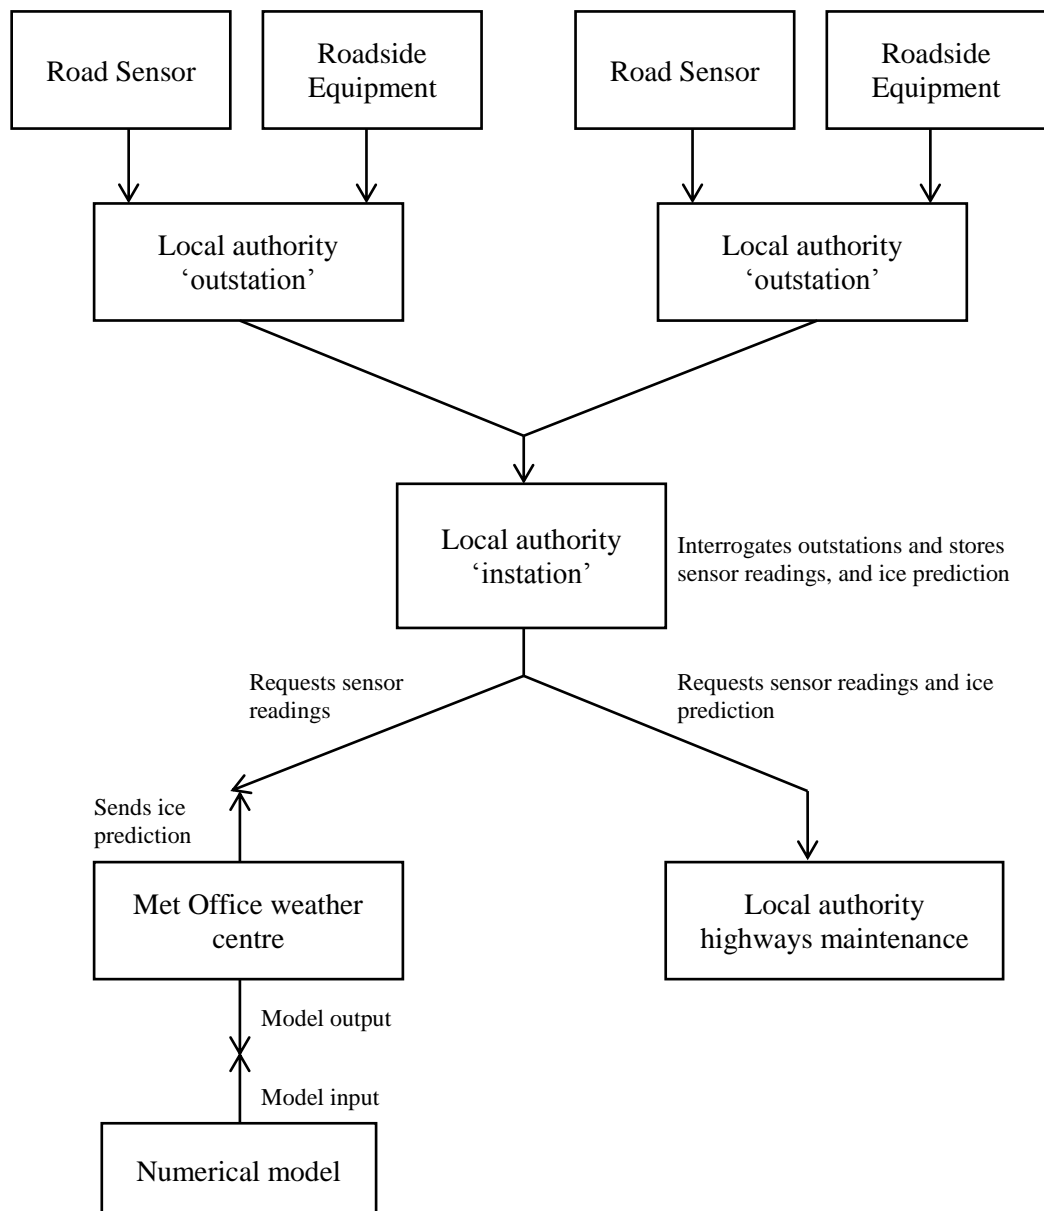 Road Sensor
Roadside
Equipment
Road Sensor
Roadside
Equipment
Local authority
‘outstation’
Local authority
‘outstation’
Local authority
‘instation’
Interrogates outstations and stores
sensor readings, and ice prediction
Requests sensor
readings
Requests sensor readings and ice
prediction
Sends ice
prediction
Met Office weather
centre
Local authority
highways maintenance
Model output
Model input
Numerical model